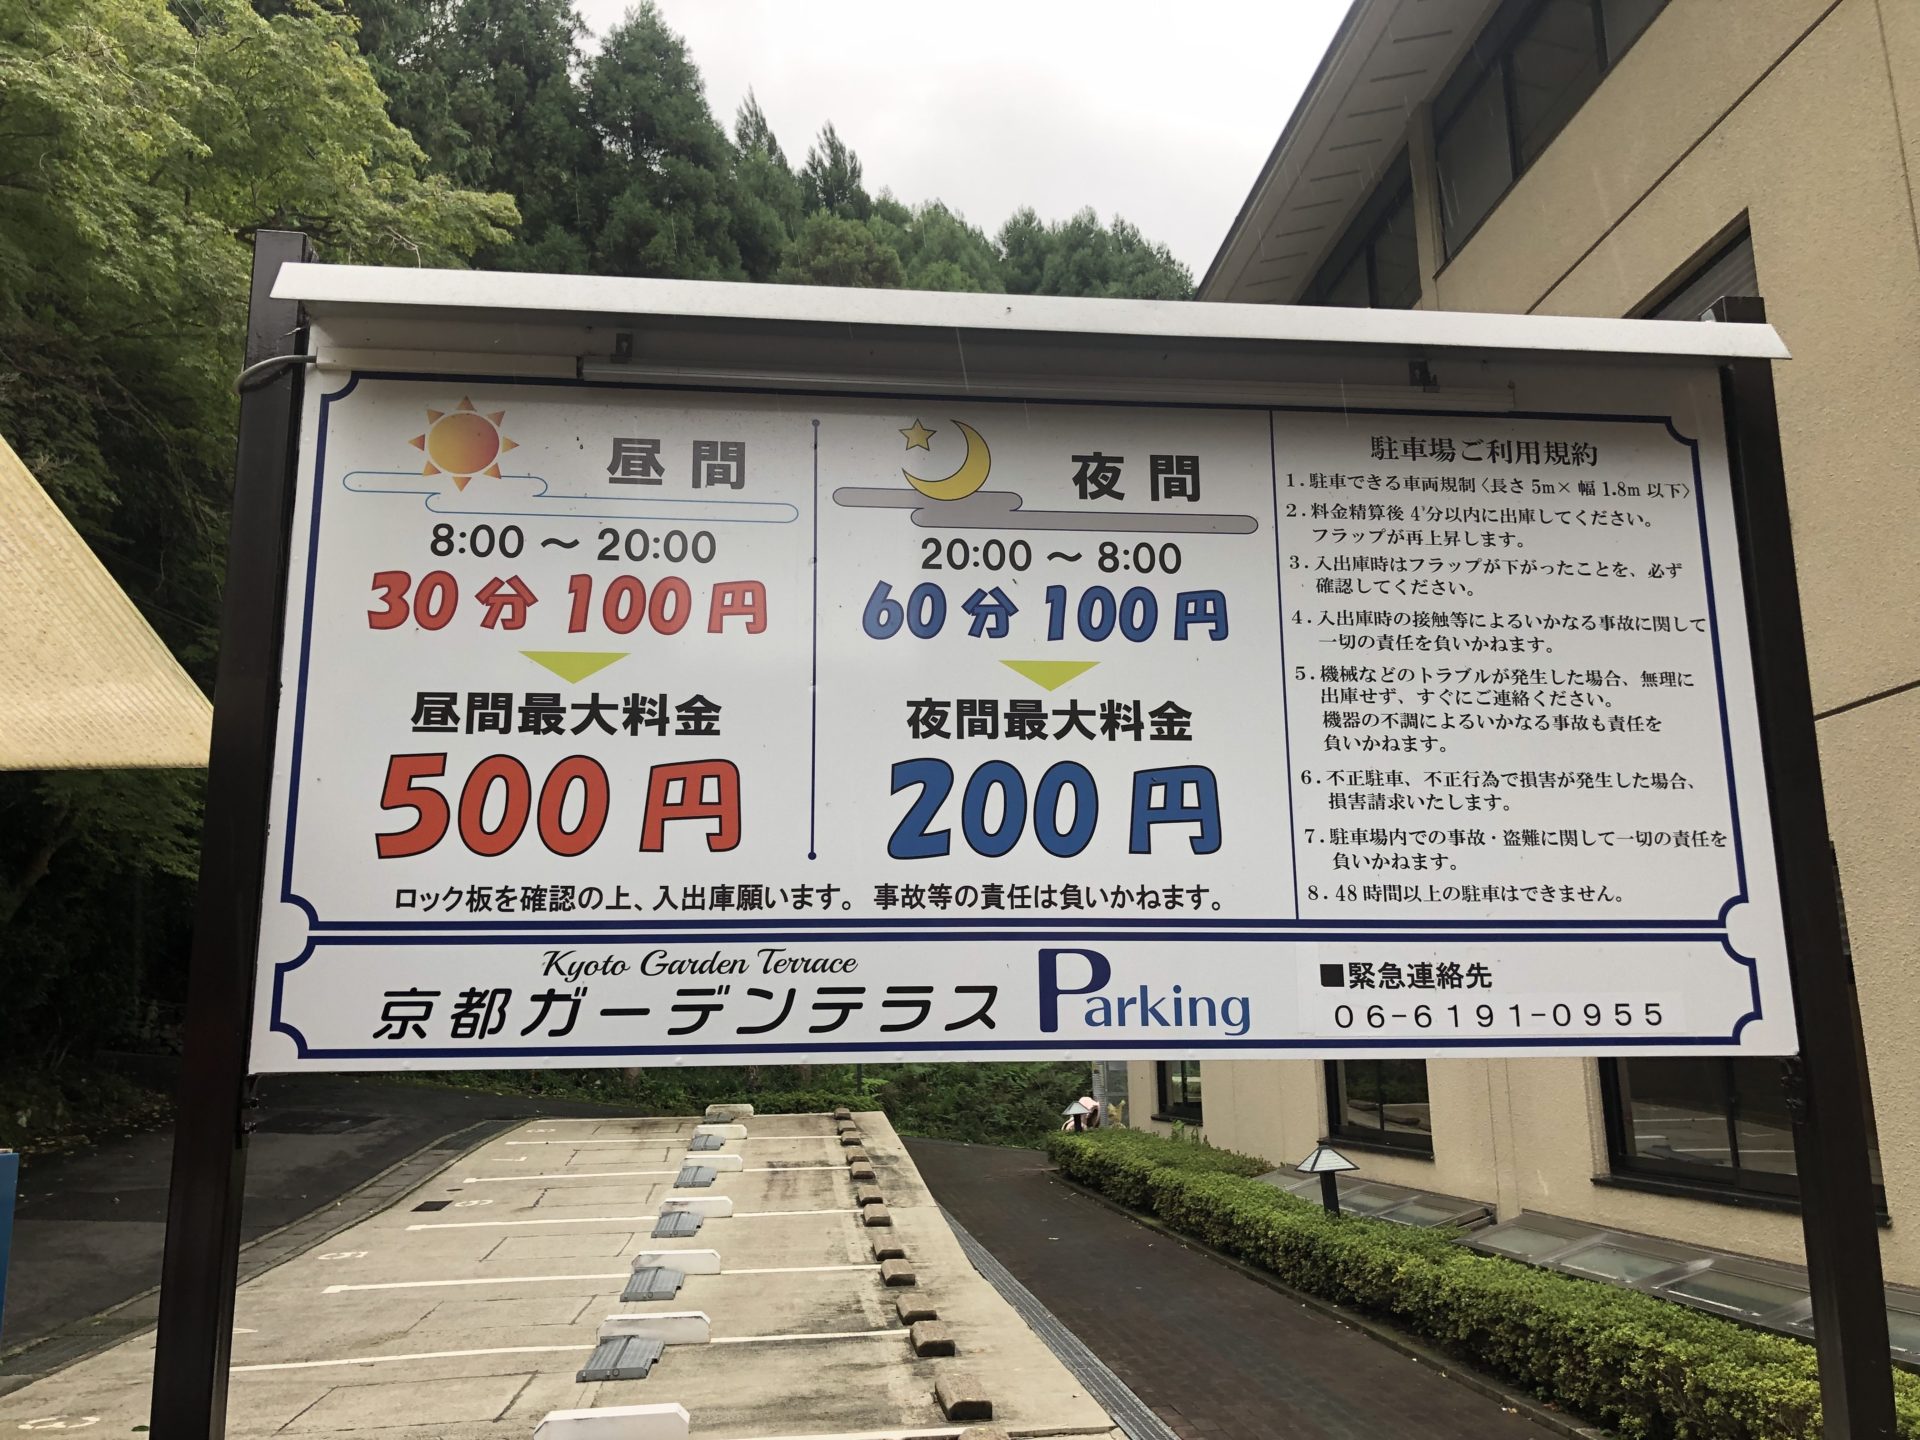 昼間
8:00 ～ 20:00
30分 100円
昼間最大料金
500円
夜間
20:00 ～ 8:00
60分 100円
夜間最大料金
200円
ロック板を確認の上、入出庫願います。 事故等の責任は負いかねます。
駐車場ご利用規約
1. 駐車できる車両規制〈長さ 5m× 幅 1.8m 以下〉
2. 料金精算後 4分以内に出庫してください。
フラップが再上昇します。
3. 入出庫時はフラップが下がったことを、必ず
確認してください。
4. 入出庫時の接触等によるいかなる事故に関して
一切の責任を負いかねます。
5. 機械などのトラブルが発生した場合、無理に
出庫せず、すぐにご連絡ください。
機器の不調によるいかなる事故も責任を
負いかねます。
6. 不正駐車、不正行為で損害が発生した場合、
損害請求いたします。
7. 駐車場内での事故・盗難に関して一切の責任を
負いかねます。
8. 48 時間以上の駐車はできません。
Kyoto Garden Terrace
京都ガーデンテラス Parking
■緊急連絡先
06-6191-0955